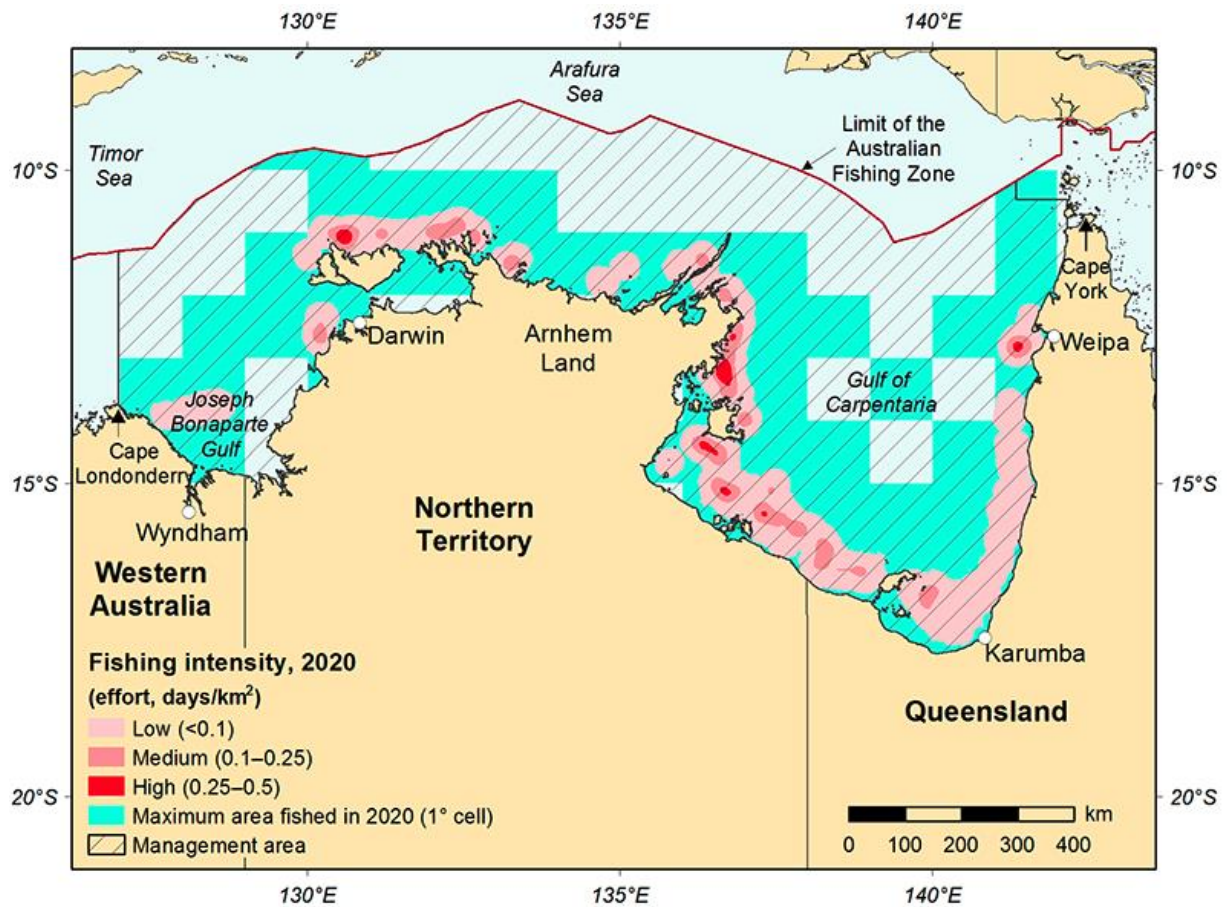 130°E
135°E
140°E
Arafura
Sea
Timor
Sea
Limit of the
Australian
Fishing Zone
10°S
10°S
Cape
York
Darwin
Arnhem
Land
Weipa
Gulf of
Carpentaria
Joseph
Bonaparte
Gulf
Cape
Londonderry
15°S
15°S
Wyndham
Northern
Territory
Western
Australia
Karumba
Queensland
Fishing intensity, 2020
(effort, days/km²)
Low (<0.1)
Medium (0.1–0.25)
High (0.25–0.5)
Maximum area fished in 2020 (1° cell)
Management area
20°S
20°S
km
0 100 200 300 400
130°E
135°E
140°E